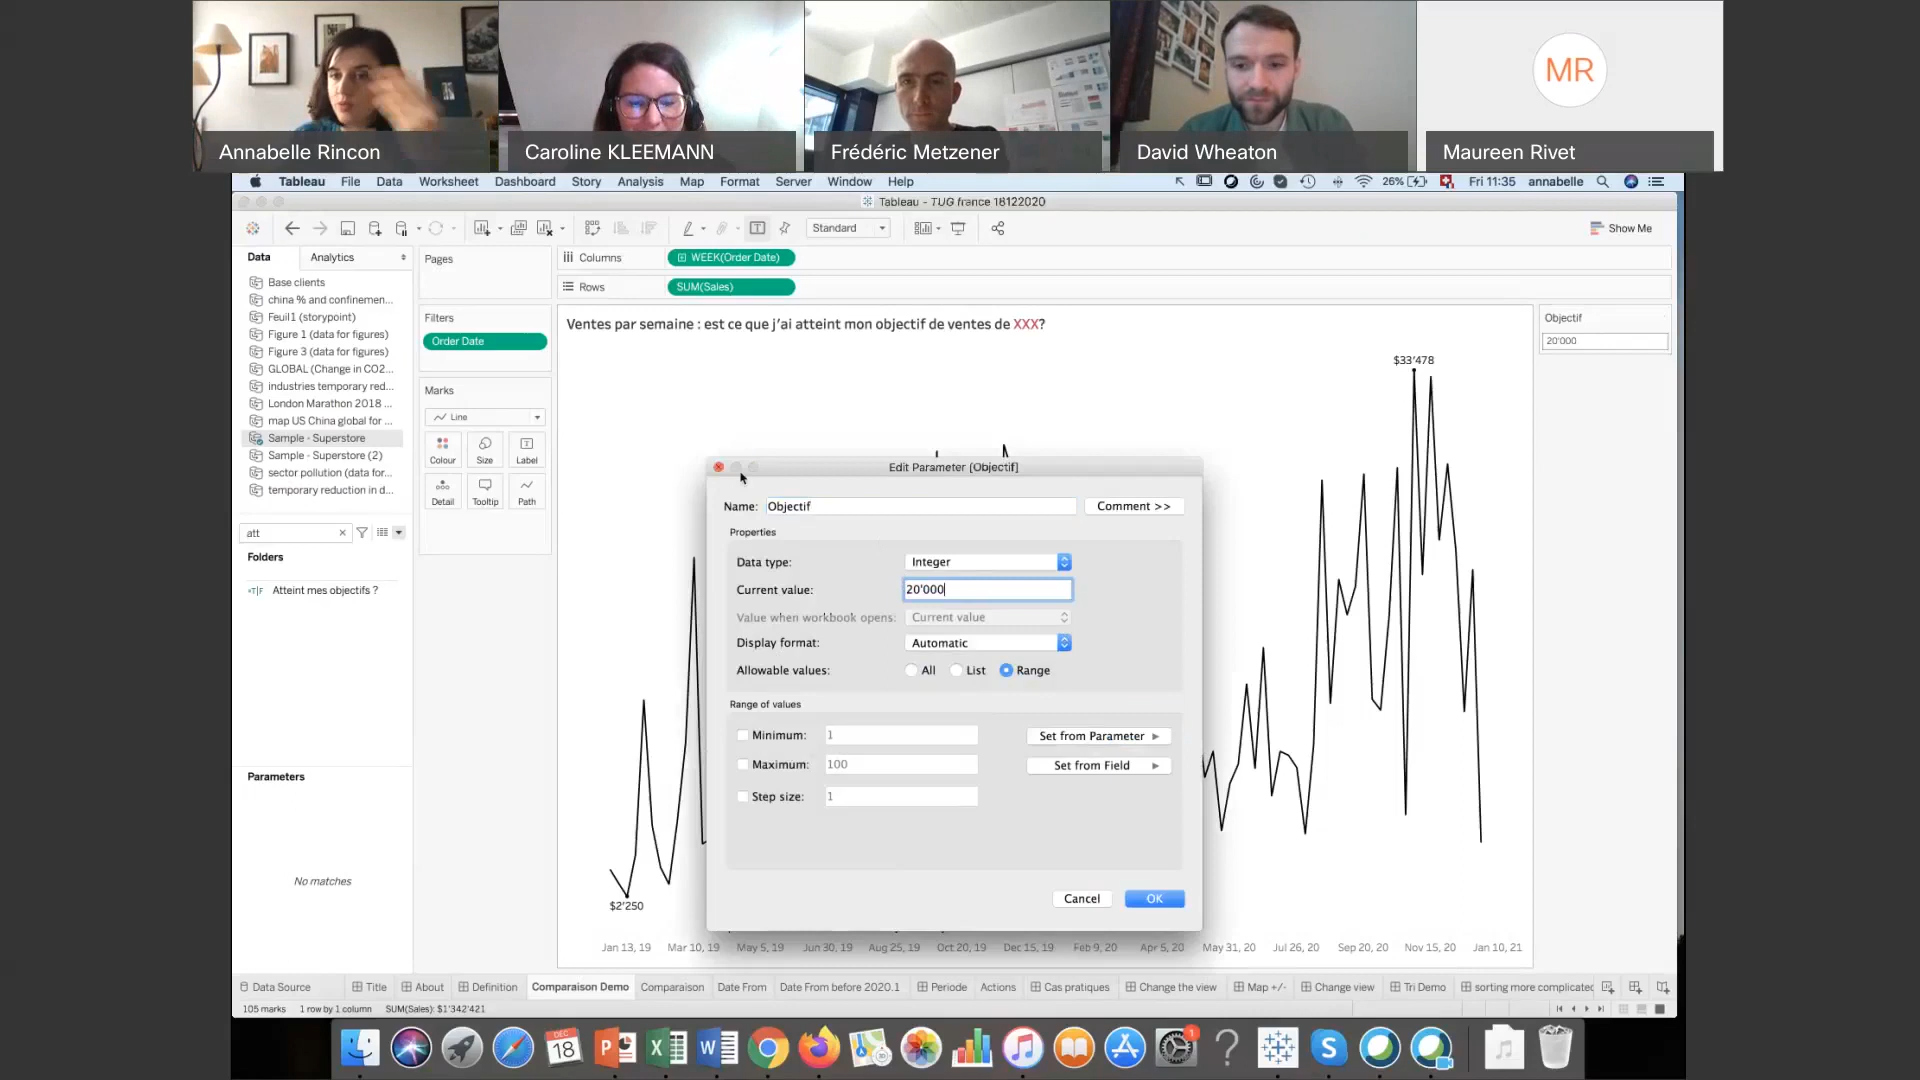 MR
Annabelle Rincon
Caroline KLEEMANN
Frédéric Metzener
David Wheaton
Maureen Rivet
Tableau File Data Worksheet Dashboard Story Analysis Map Format Server Window Help
26% Fri 11:35 annabelle
Tableau - TUG france 18122020
Standard
Show Me
Data
Analytics
Pages
Columns
WEEK(Order Date)
Rows
SUM(Sales)
Base clients
china % and confinemen...
Feuil1 (storypoint)
Figure 1 (data for figures)
Figure 3 (data for figures)
GLOBAL (Change in CO2...
industries temporary red...
London Marathon 2018 ...
map US China global for ...
Sample - Superstore
Sample - Superstore (2)
sector pollution (data for...
temporary reduction in d...
att
Folders
Atteint mes objectifs ?
Parameters
No matches
Filters
Order Date
Marks
Line
Colour
Size
Label
Detail
Tooltip
Path
Ventes par semaine : est ce que j'ai atteint mon objectif de ventes de XXX?
Objectif
20'000
$33'478
$2'250
Edit Parameter [Objectif]
Name: Objectif
Comment >>
Properties
Data type: Integer
Current value: 20'000
Value when workbook opens: Current value
Display format: Automatic
Allowable values: All List Range
Range of values
Minimum: 1
Set from Parameter
Maximum: 100
Set from Field
Step size: 1
Cancel
OK
Jan 13, 19 Mar 10, 19 May 5, 19 Jun 30, 19 Aug 25, 19 Oct 20, 19 Dec 15, 19 Feb 9, 20 Apr 5, 20 May 31, 20 Jul 26, 20 Sep 20, 20 Nov 15, 20 Jan 10, 21
Data Source Title About Definition Comparaison Demo Comparaison Date From Date From before 2020.1 Periode Actions Cas pratiques Change the view Map +/- Change view Tri Demo sorting more complicated
105 marks 1 row by 1 column SUM(Sales): $1'342'421
DEC
18
1